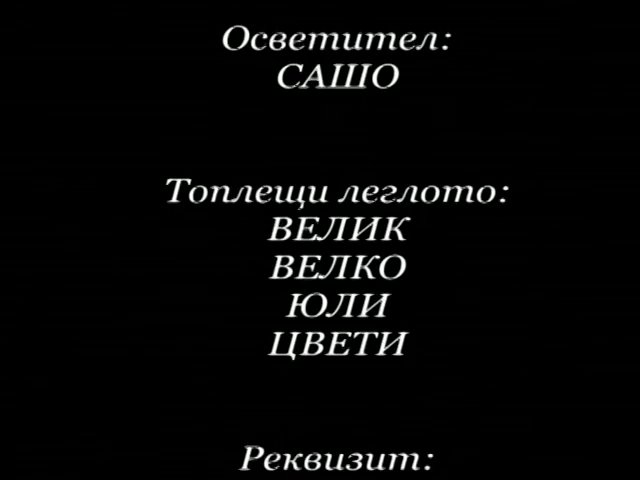 Осветител:
САШО
Топлещи леглото:
ВЕЛИК
ВЕЛКО
ЮЛИ
ЦВЕТИ
Реквизит: